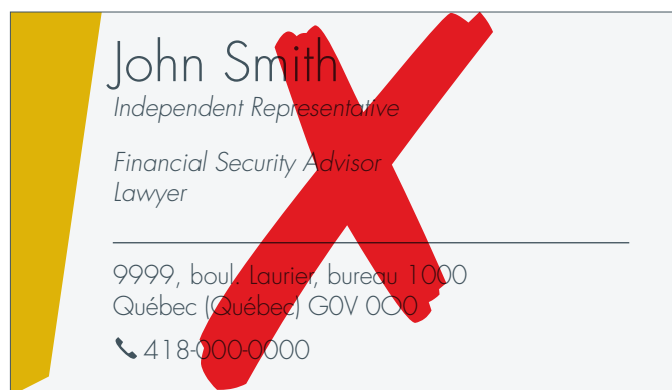 John Smith
Independent Representative
Financial Security Advisor
Lawyer
9999, boul. Laurier, bureau 1000
Québec (Québec) G0V 0O0
418-000-0000